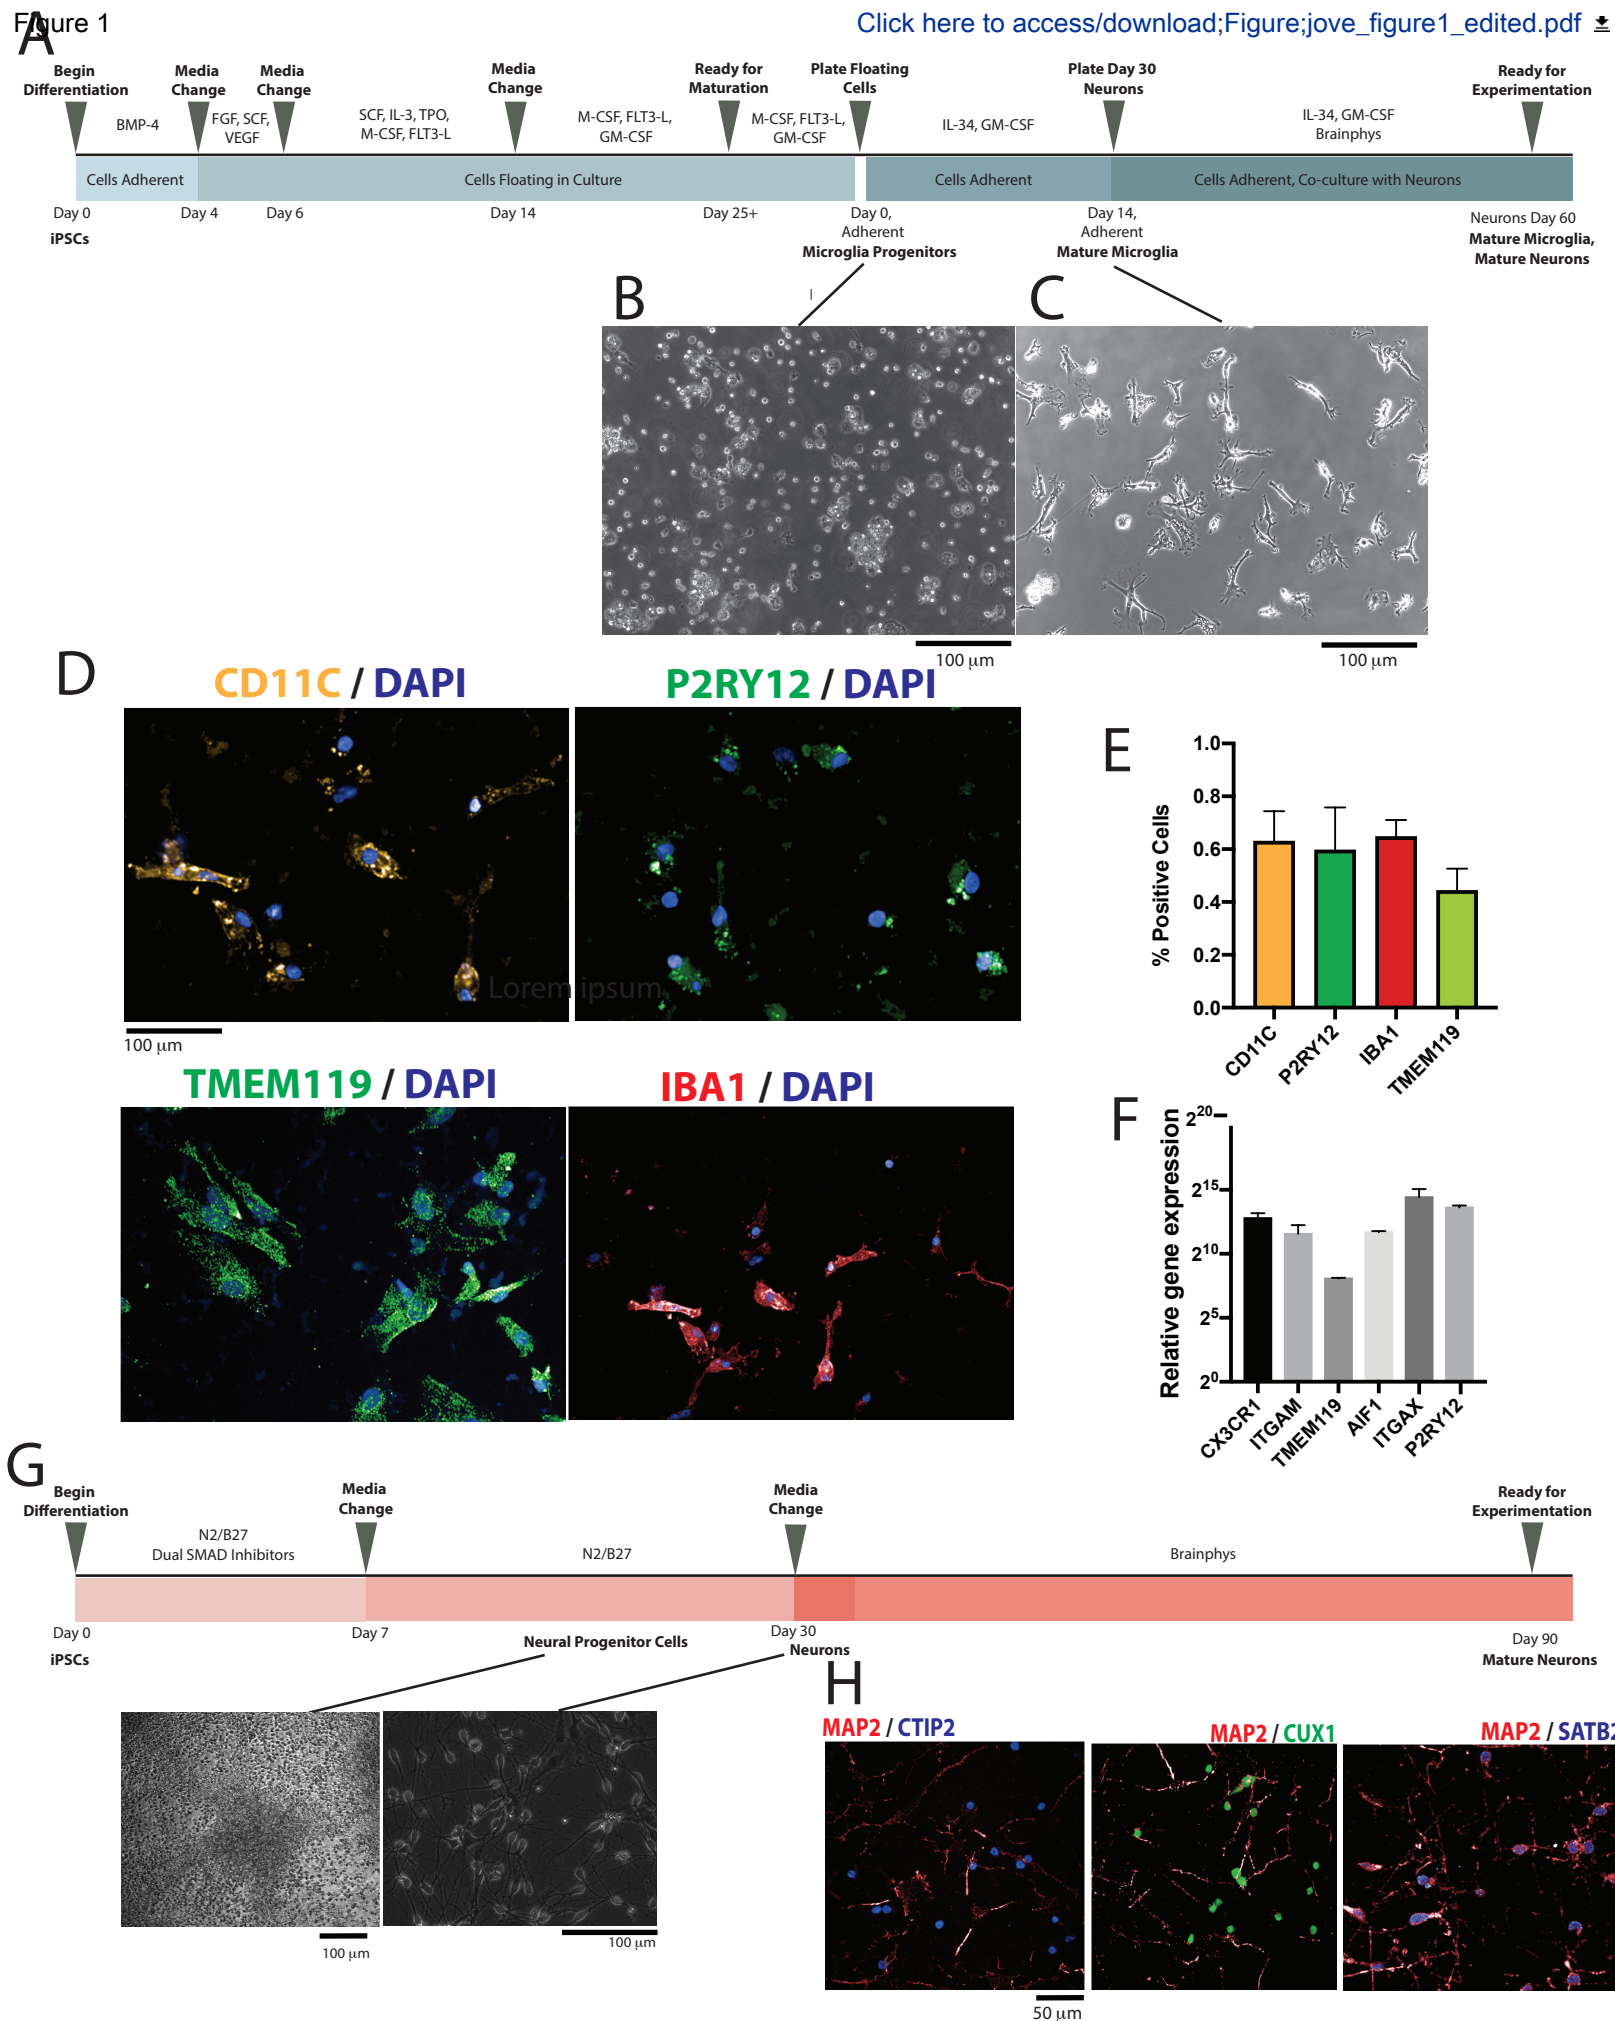 Figure 1
Click here to access/download;Figure;jove_figure1_edited.pdf
A
Begin
Differentiation
Media
Change
Media
Change
Media
Change
Ready for
Maturation
Plate Floating
Cells
Plate Day 30
Neurons
Ready for
Experimentation
BMP-4
FGF, SCF,
VEGF
SCF, IL-3, TPO,
M-CSF, FLT3-L
M-CSF, FLT3-L,
GM-CSF
M-CSF, FLT3-L,
GM-CSF
IL-34, GM-CSF
IL-34, GM-CSF
Brainphys
Cells Adherent
Cells Floating in Culture
Cells Adherent
Cells Adherent, Co-culture with Neurons
Day 0
iPSCs
Day 4
Day 6
Day 14
Day 25+
Day 0,
Adherent
Microglia Progenitors
Day 14,
Adherent
Mature Microglia
Neurons Day 60
Mature Microglia,
Mature Neurons
B
C
100 μm
100 μm
D
CD11C / DAPI
P2RY12 / DAPI
Lorem ipsum
100 μm
TMEM119 / DAPI
IBA1 / DAPI
E
% Positive Cells
1.0
0.8
0.6
0.4
0.2
0.0
CD11C
P2RY12
IBA1
TMEM119
F
Relative gene expression
2^20
2^15
2^10
2^5
2^0
CX3CR1
ITGAM
TMEM119
AIF1
ITGAX
P2RY12
G
Begin
Differentiation
Media
Change
Media
Change
Ready for
Experimentation
N2/B27
Dual SMAD Inhibitors
N2/B27
Brainphys
Day 0
iPSCs
Day 7
Neural Progenitor Cells
Day 30
Neurons
Day 90
Mature Neurons
100 μm
100 μm
H
MAP2 / CTIP2
MAP2 / CUX1
MAP2 / SATB2
50 μm